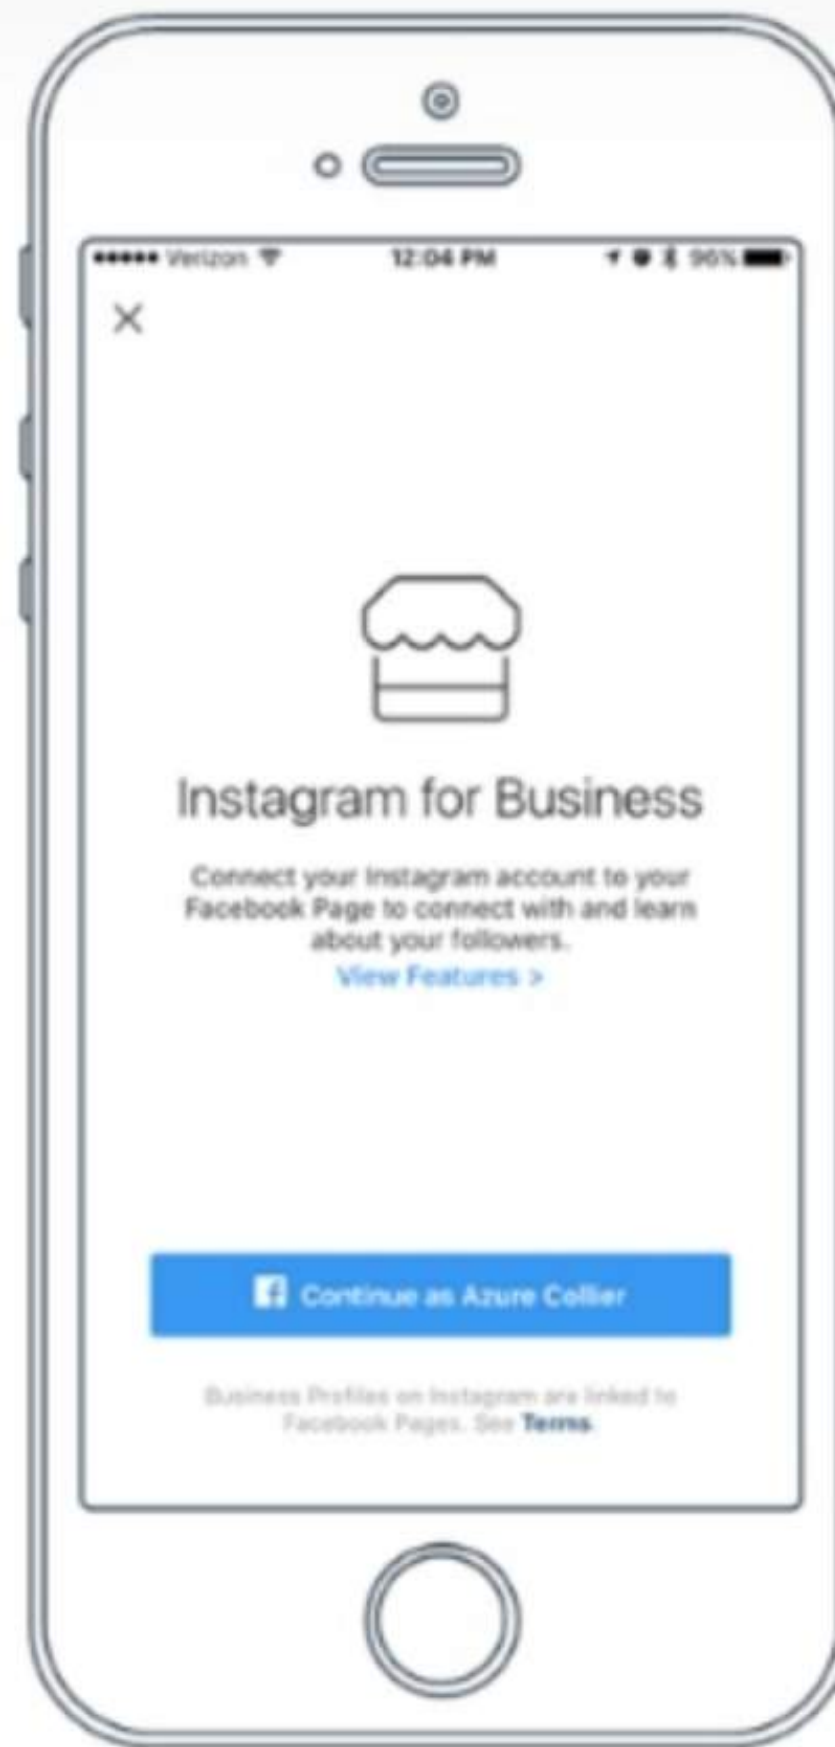 Verizon 12:04 PM 96%
Instagram for Business
Connect your Instagram account to your
Facebook Page to connect with and learn
about your followers.
View Features >
Continue as Azure Collier
Business Profiles on Instagram are linked to
Facebook Pages. See Terms.